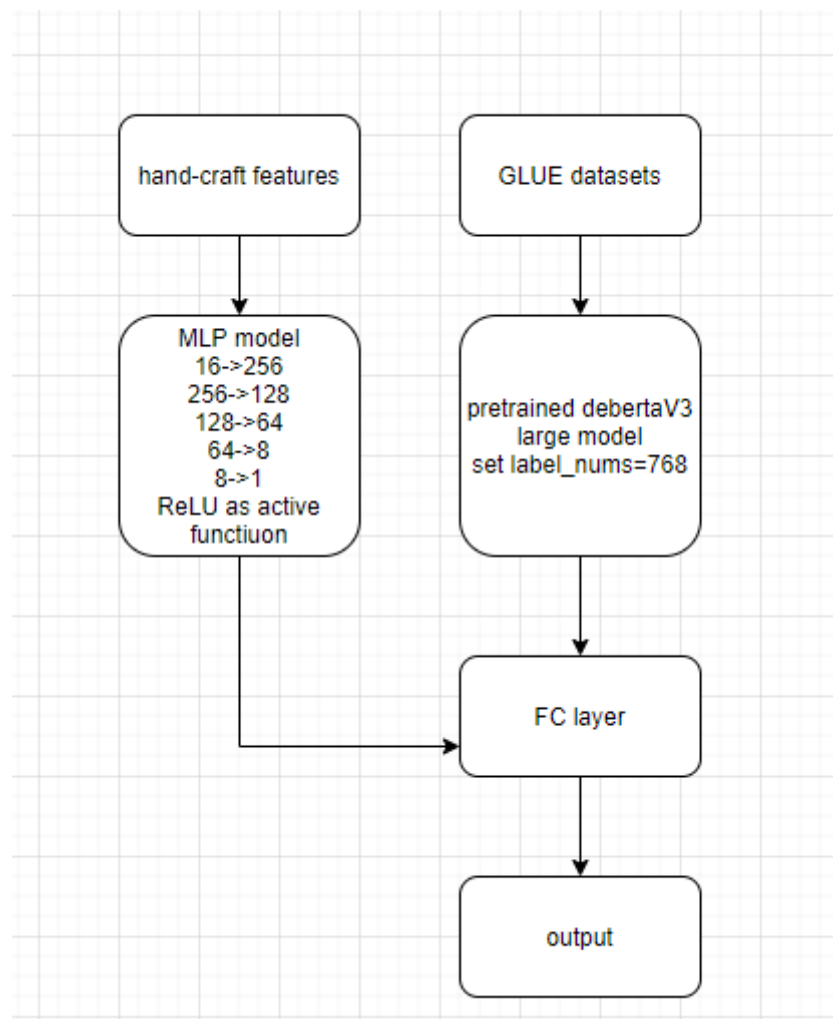 hand-craft features
GLUE datasets
MLP model
16->256
256->128
128->64
64->8
8->1
ReLU as active
functiuon
pretrained debertaV3
large model
set label_nums=768
FC layer
output